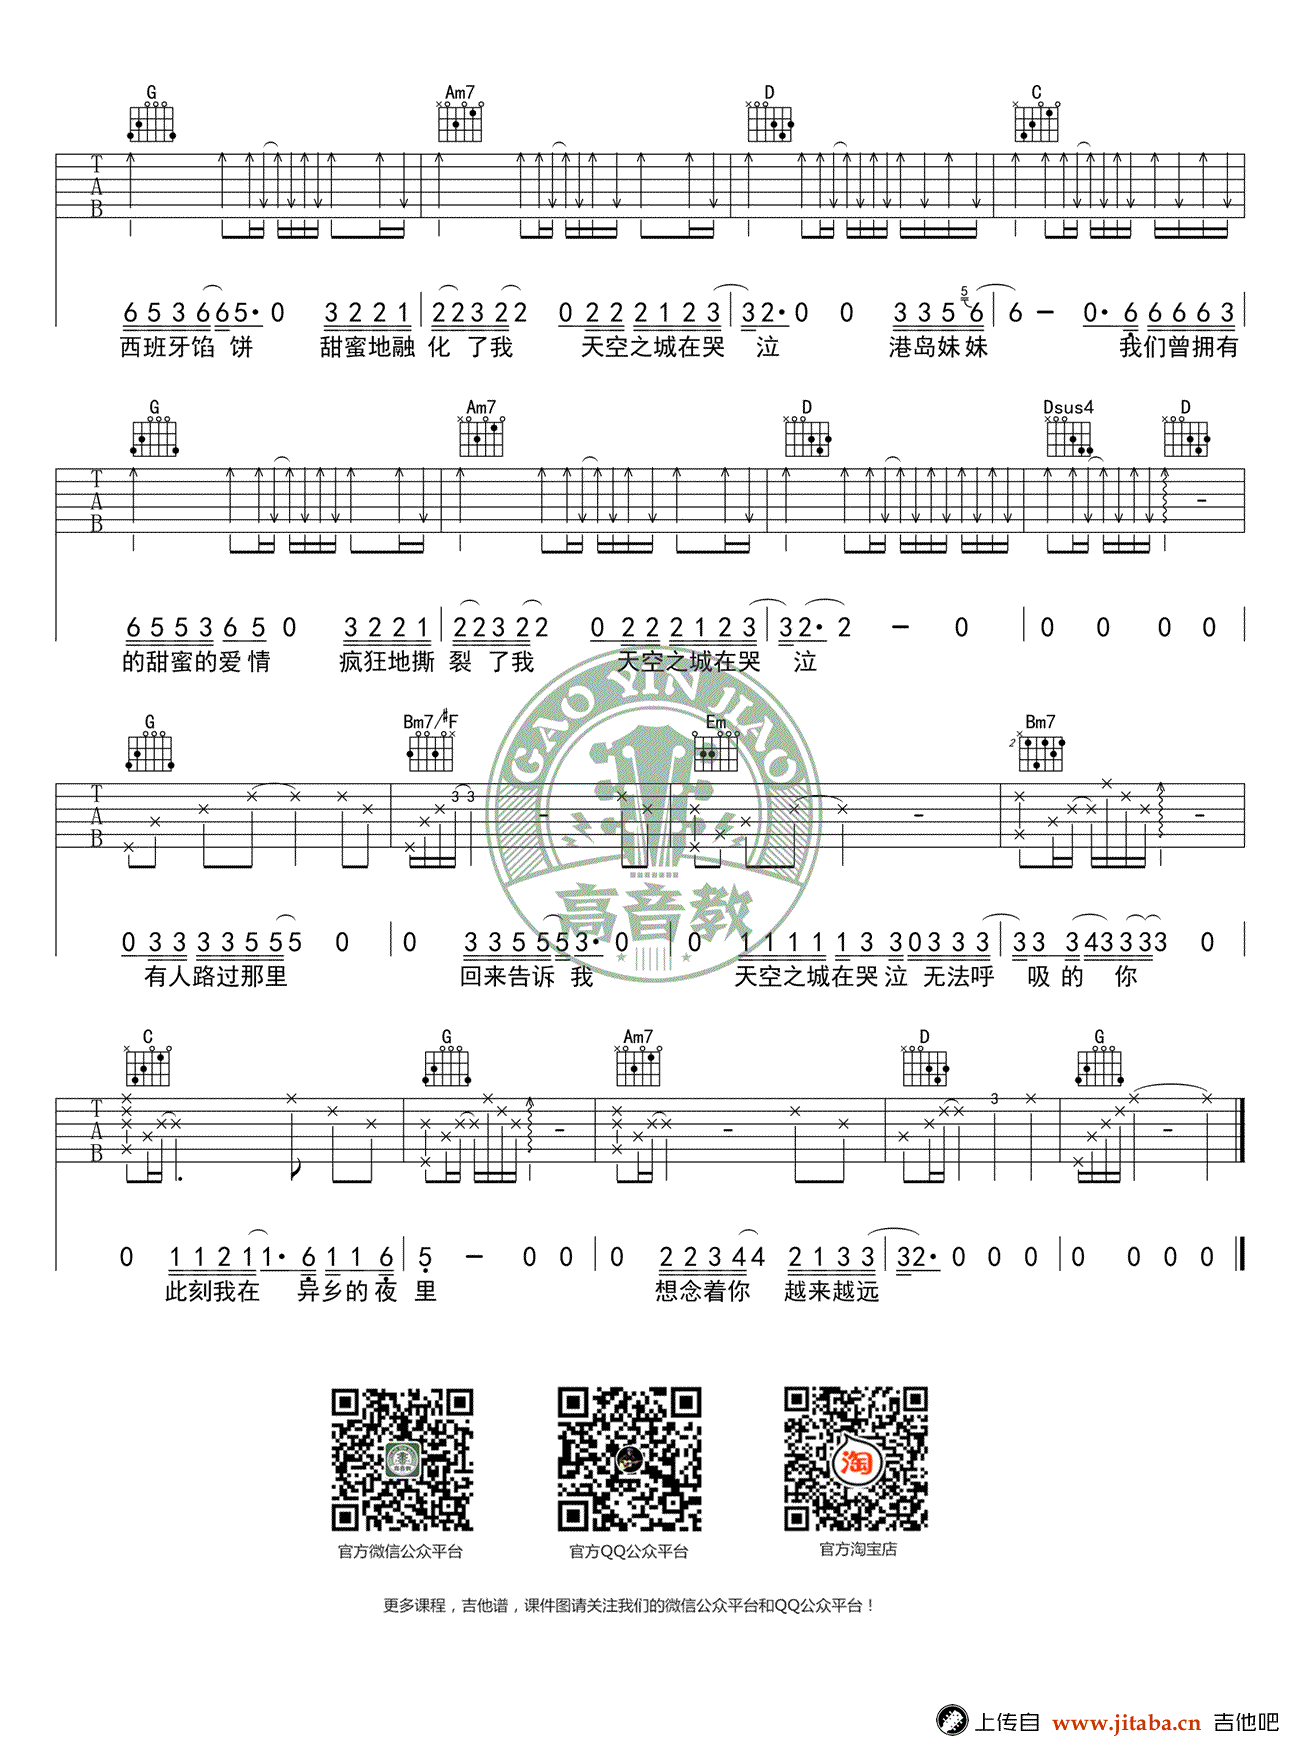 G Am7 D C
T A B
6 5 3 6 6 5• 0 3 2 2 1 2 2 3 2 2 0 2 2 2 1 2 3 3 2• 0 0 3 3 5 5 6 6 — 0• 6 6 6 6 3
西班牙馅 饼 甜蜜地融 化 了我 天空之城在哭 泣 港岛妹妹 我们曾拥有
G Am7 D Dsus4 D
T A B
6 5 5 3 6 5 0 3 2 2 1 2 2 3 2 2 0 2 2 2 1 2 3 3 2• 2 — 0 0 0 0 0
的甜蜜的爱情 疯狂地撕 裂 了我 天空之城在哭 泣
GAO YIN JIAO
G Bm7/#F Em Bm7
2
T A B
3 3
0 3 3 3 3 5 5 5 0 0 3 3 5 5 5 3• 0 0 1 1 1 1 1 3 3 0 3 3 3 3 3 3 4 3 3 3 3 0
高音教
有人路过那里 回来告诉 我 天空之城在哭泣 无法呼 吸 的 你
C G Am7 D G
T A B
3
0 1 1 2 1 1• 6 1 1 6 5 — 0 0 0 2 2 3 4 4 2 1 3 3 3 2• 0 0 0 0 0 0 0
此刻我在 异乡的夜 里 想念着你 越来越远
高音教
淘
官方微信公众平台 官方QQ公众平台 官方淘宝店
更多课程，吉他谱，课件图请关注我们的微信公众平台和QQ公众平台！
上传自 www.jitaba.cn 吉他吧